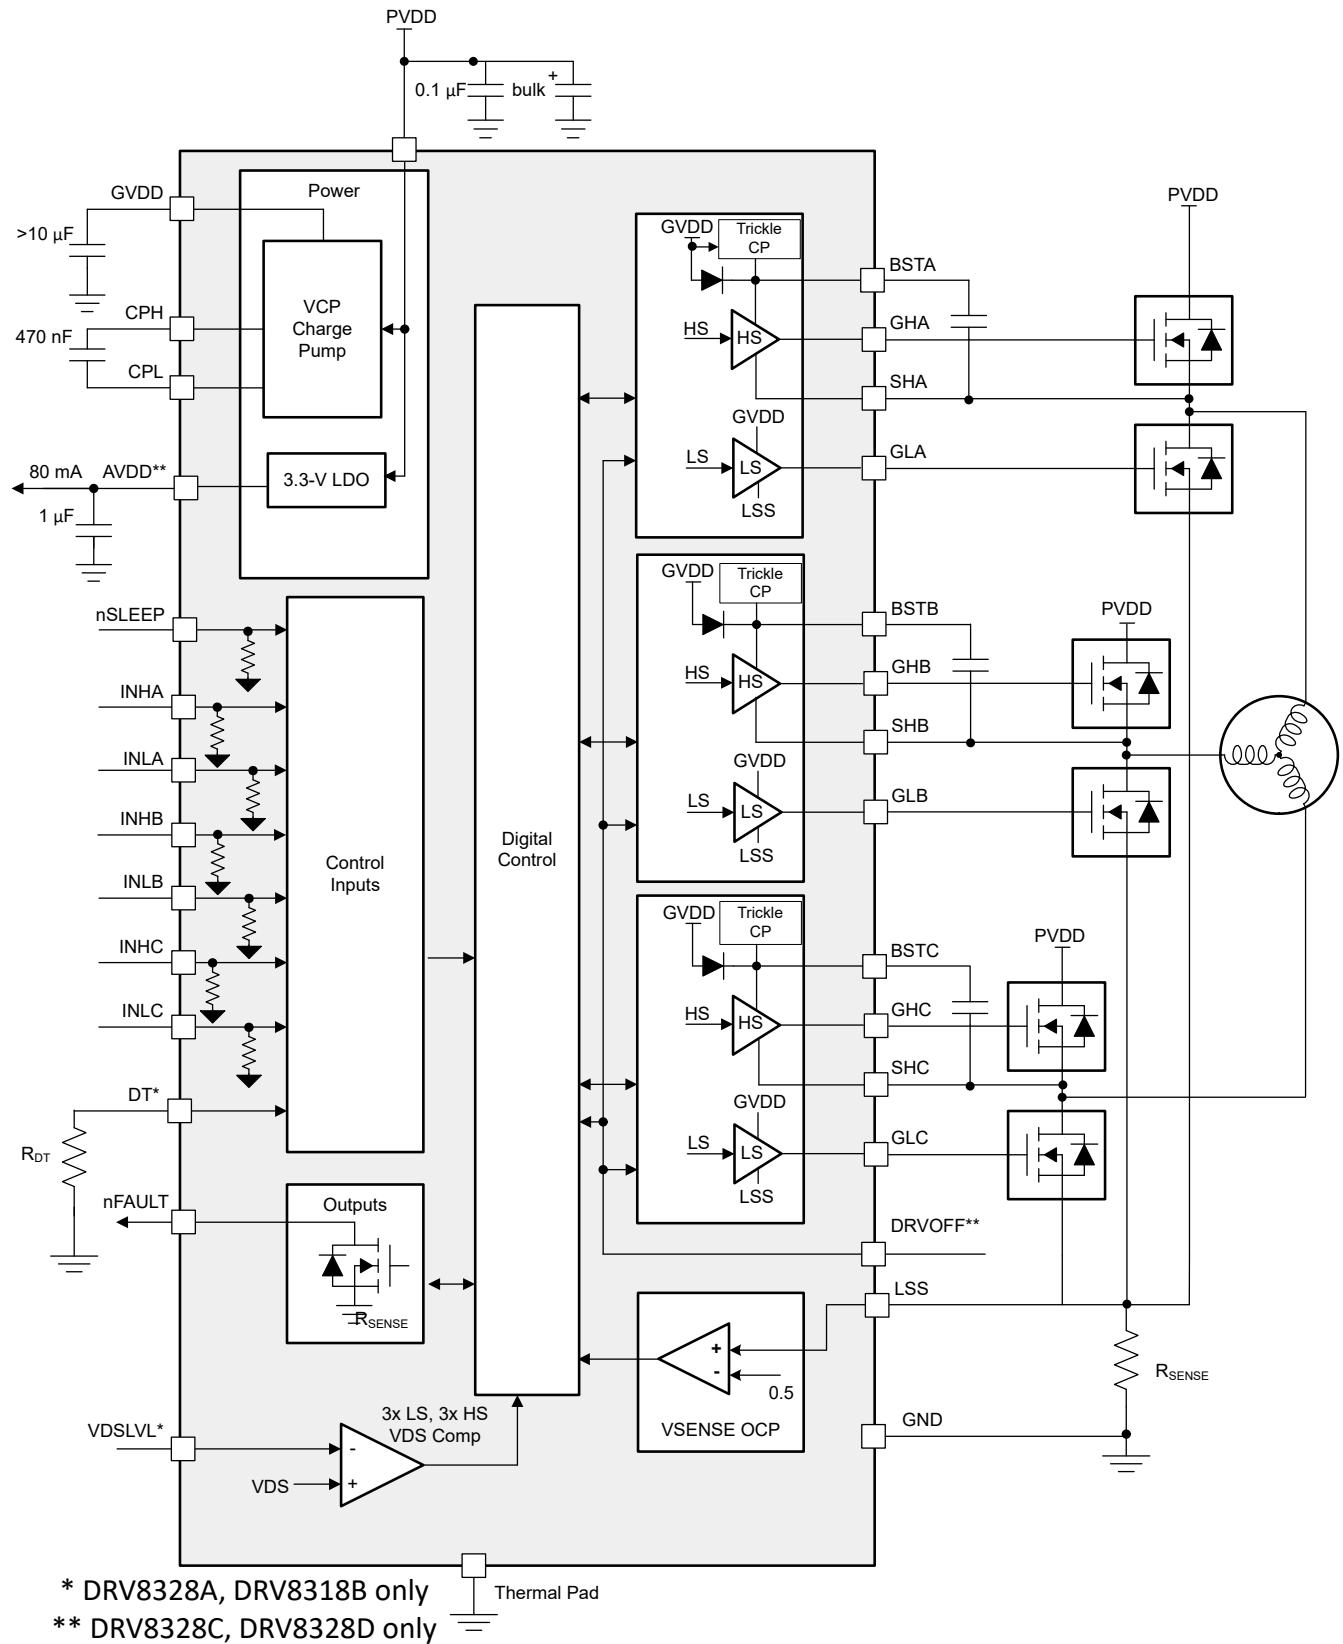 PVDD
0.1 µF
bulk
+
GVDD
>10 µF
CPH
470 nF
CPL
Power
VCP
Charge
Pump
80 mA
AVDD**
1 µF
3.3-V LDO
nSLEEP
INHA
INLA
INHB
INLB
INHC
INLC
DT*
RDT
nFAULT
Control
Inputs
Outputs
RSENSE
Digital
Control
VDSLVL*
VDS
-
+
3x LS, 3x HS
VDS Comp
GVDD
Trickle
CP
HS
HS
GVDD
LS
LS
LSS
BSTA
GHA
SHA
GLA
PVDD
GVDD
Trickle
CP
HS
HS
GVDD
LS
LS
LSS
BSTB
GHB
SHB
GLB
PVDD
GVDD
Trickle
CP
HS
HS
GVDD
LS
LS
LSS
BSTC
GHC
SHC
GLC
PVDD
DRVOFF**
LSS
+
-
0.5
VSENSE OCP
RSENSE
GND
Thermal Pad
* DRV8328A, DRV8318B only
** DRV8328C, DRV8328D only